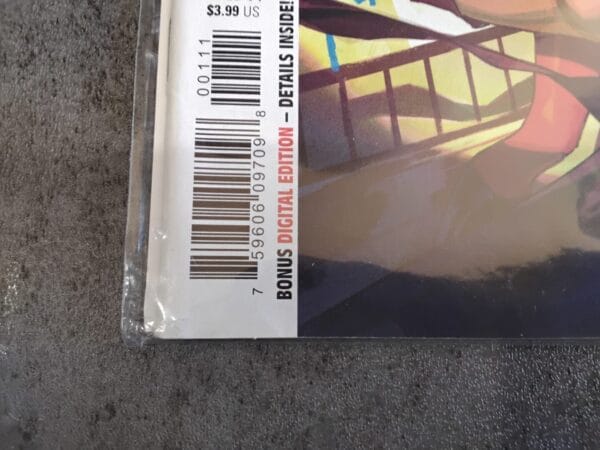 $3.99 US
00111
7 59606 09709 8
BONUS DIGITAL EDITION – DETAILS INSIDE!